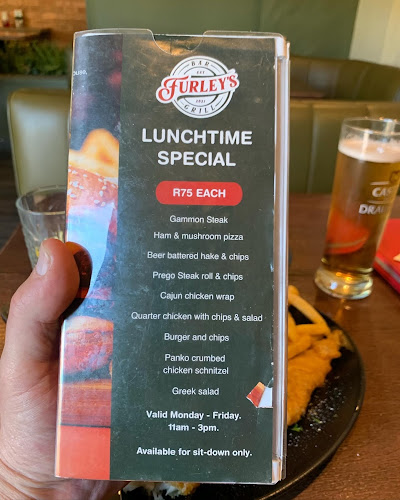 BAR
EST
FURLEY'S
2021
GRILL
LUNCHTIME
SPECIAL
R75 EACH
Gammon Steak
Ham & mushroom pizza
Beer battered hake & chips
Prego Steak roll & chips
Cajun chicken wrap
Quarter chicken with chips & salad
Burger and chips
Panko crumbed
chicken schnitzel
Greek salad
Valid Monday - Friday.
11am - 3pm.
Available for sit-down only.